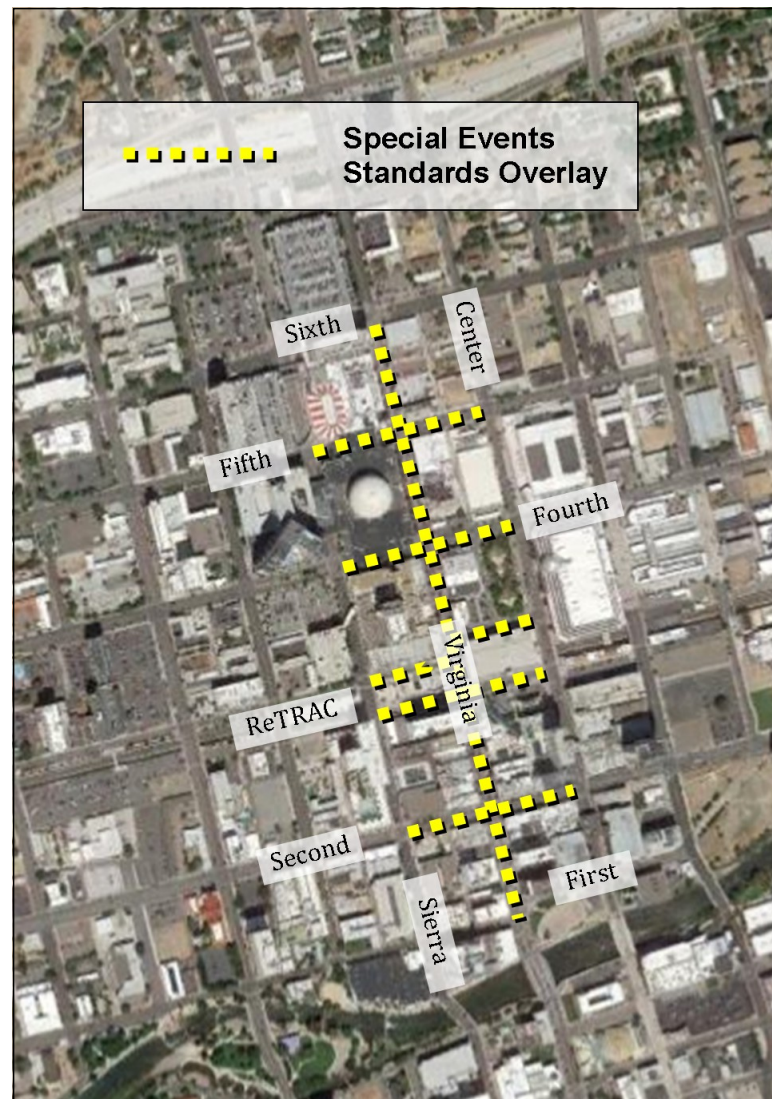 Special Events
Standards Overlay
Sixth
Center
Fifth
Fourth
Virginia
ReTRAC
Second
First
Sierra